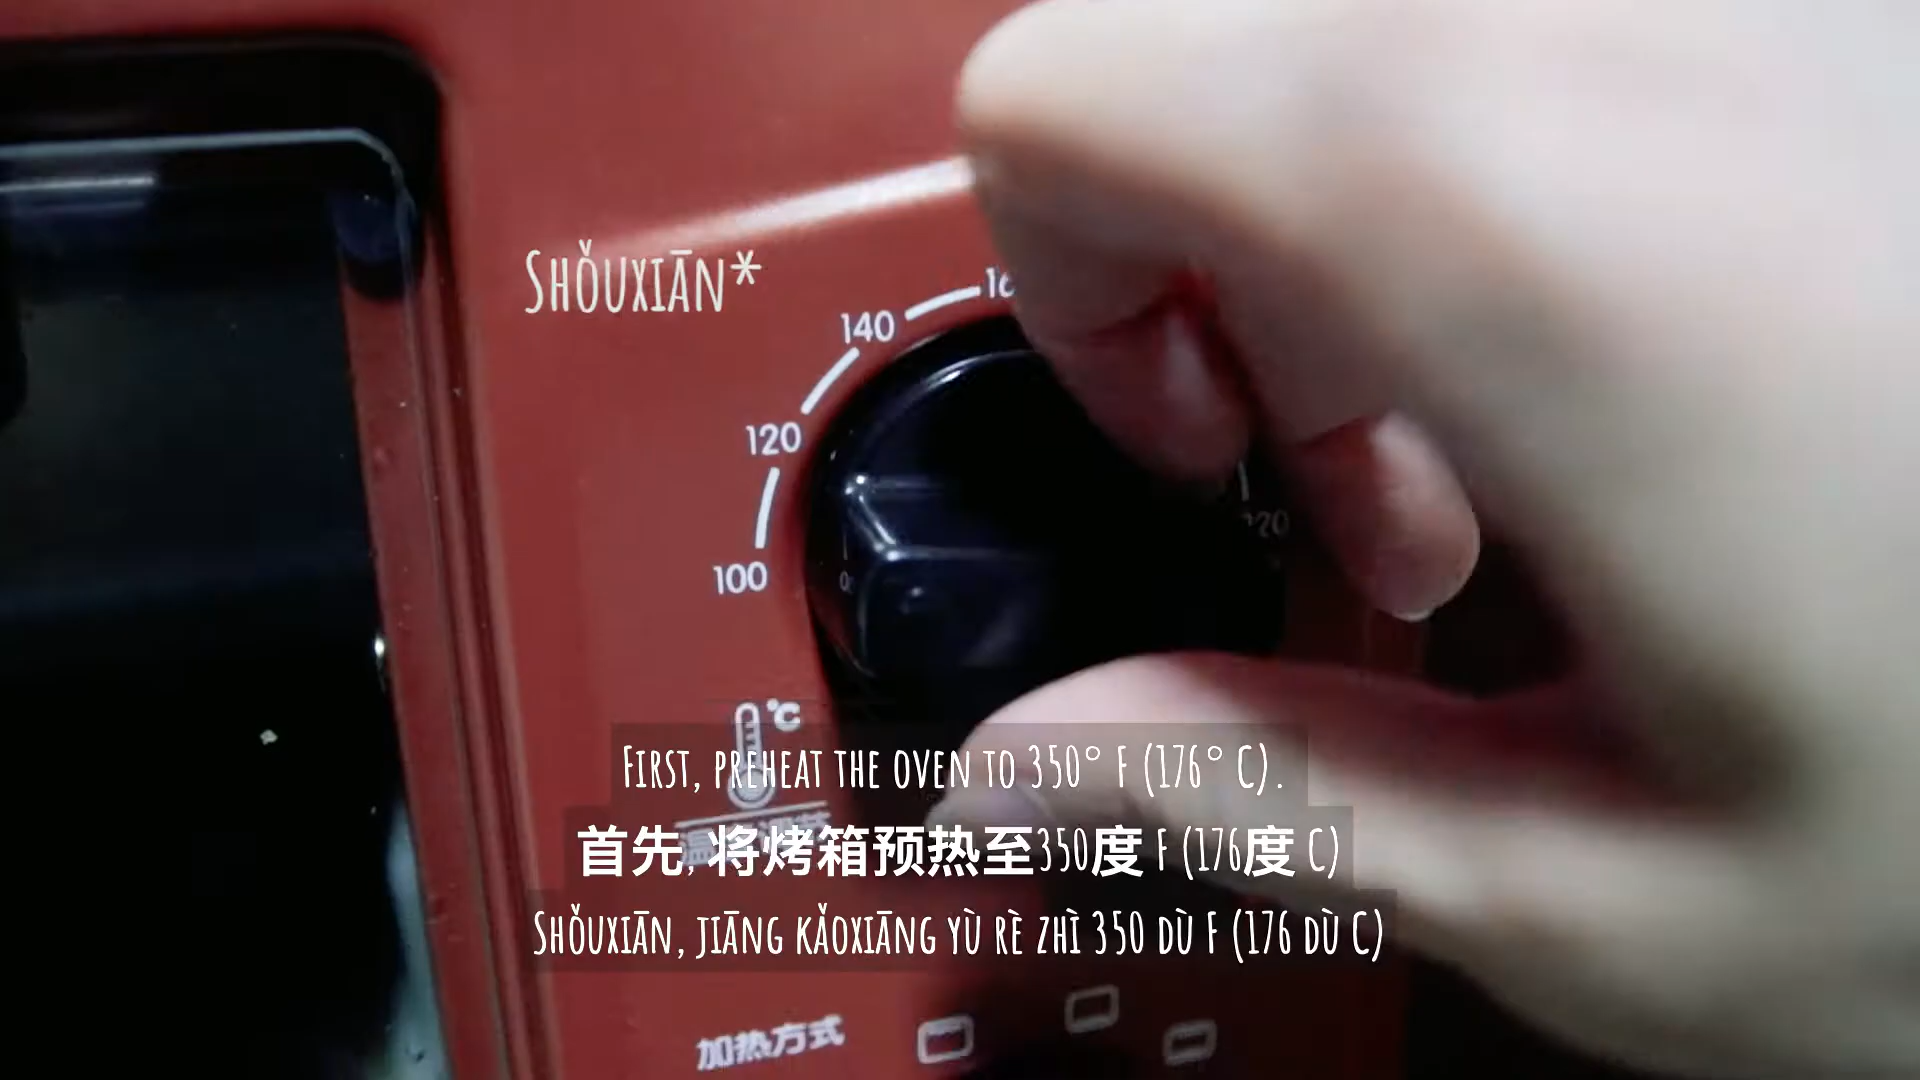 Shǒuxiān*
140
120
100
°C
First, preheat the oven to 350° F (176° C).
首先, 将烤箱预热至350度 F (176度 C)
Shǒuxiān, jiāng kǎoxiāng yù rè zhì 350 dù F (176 dù C)
加热方式